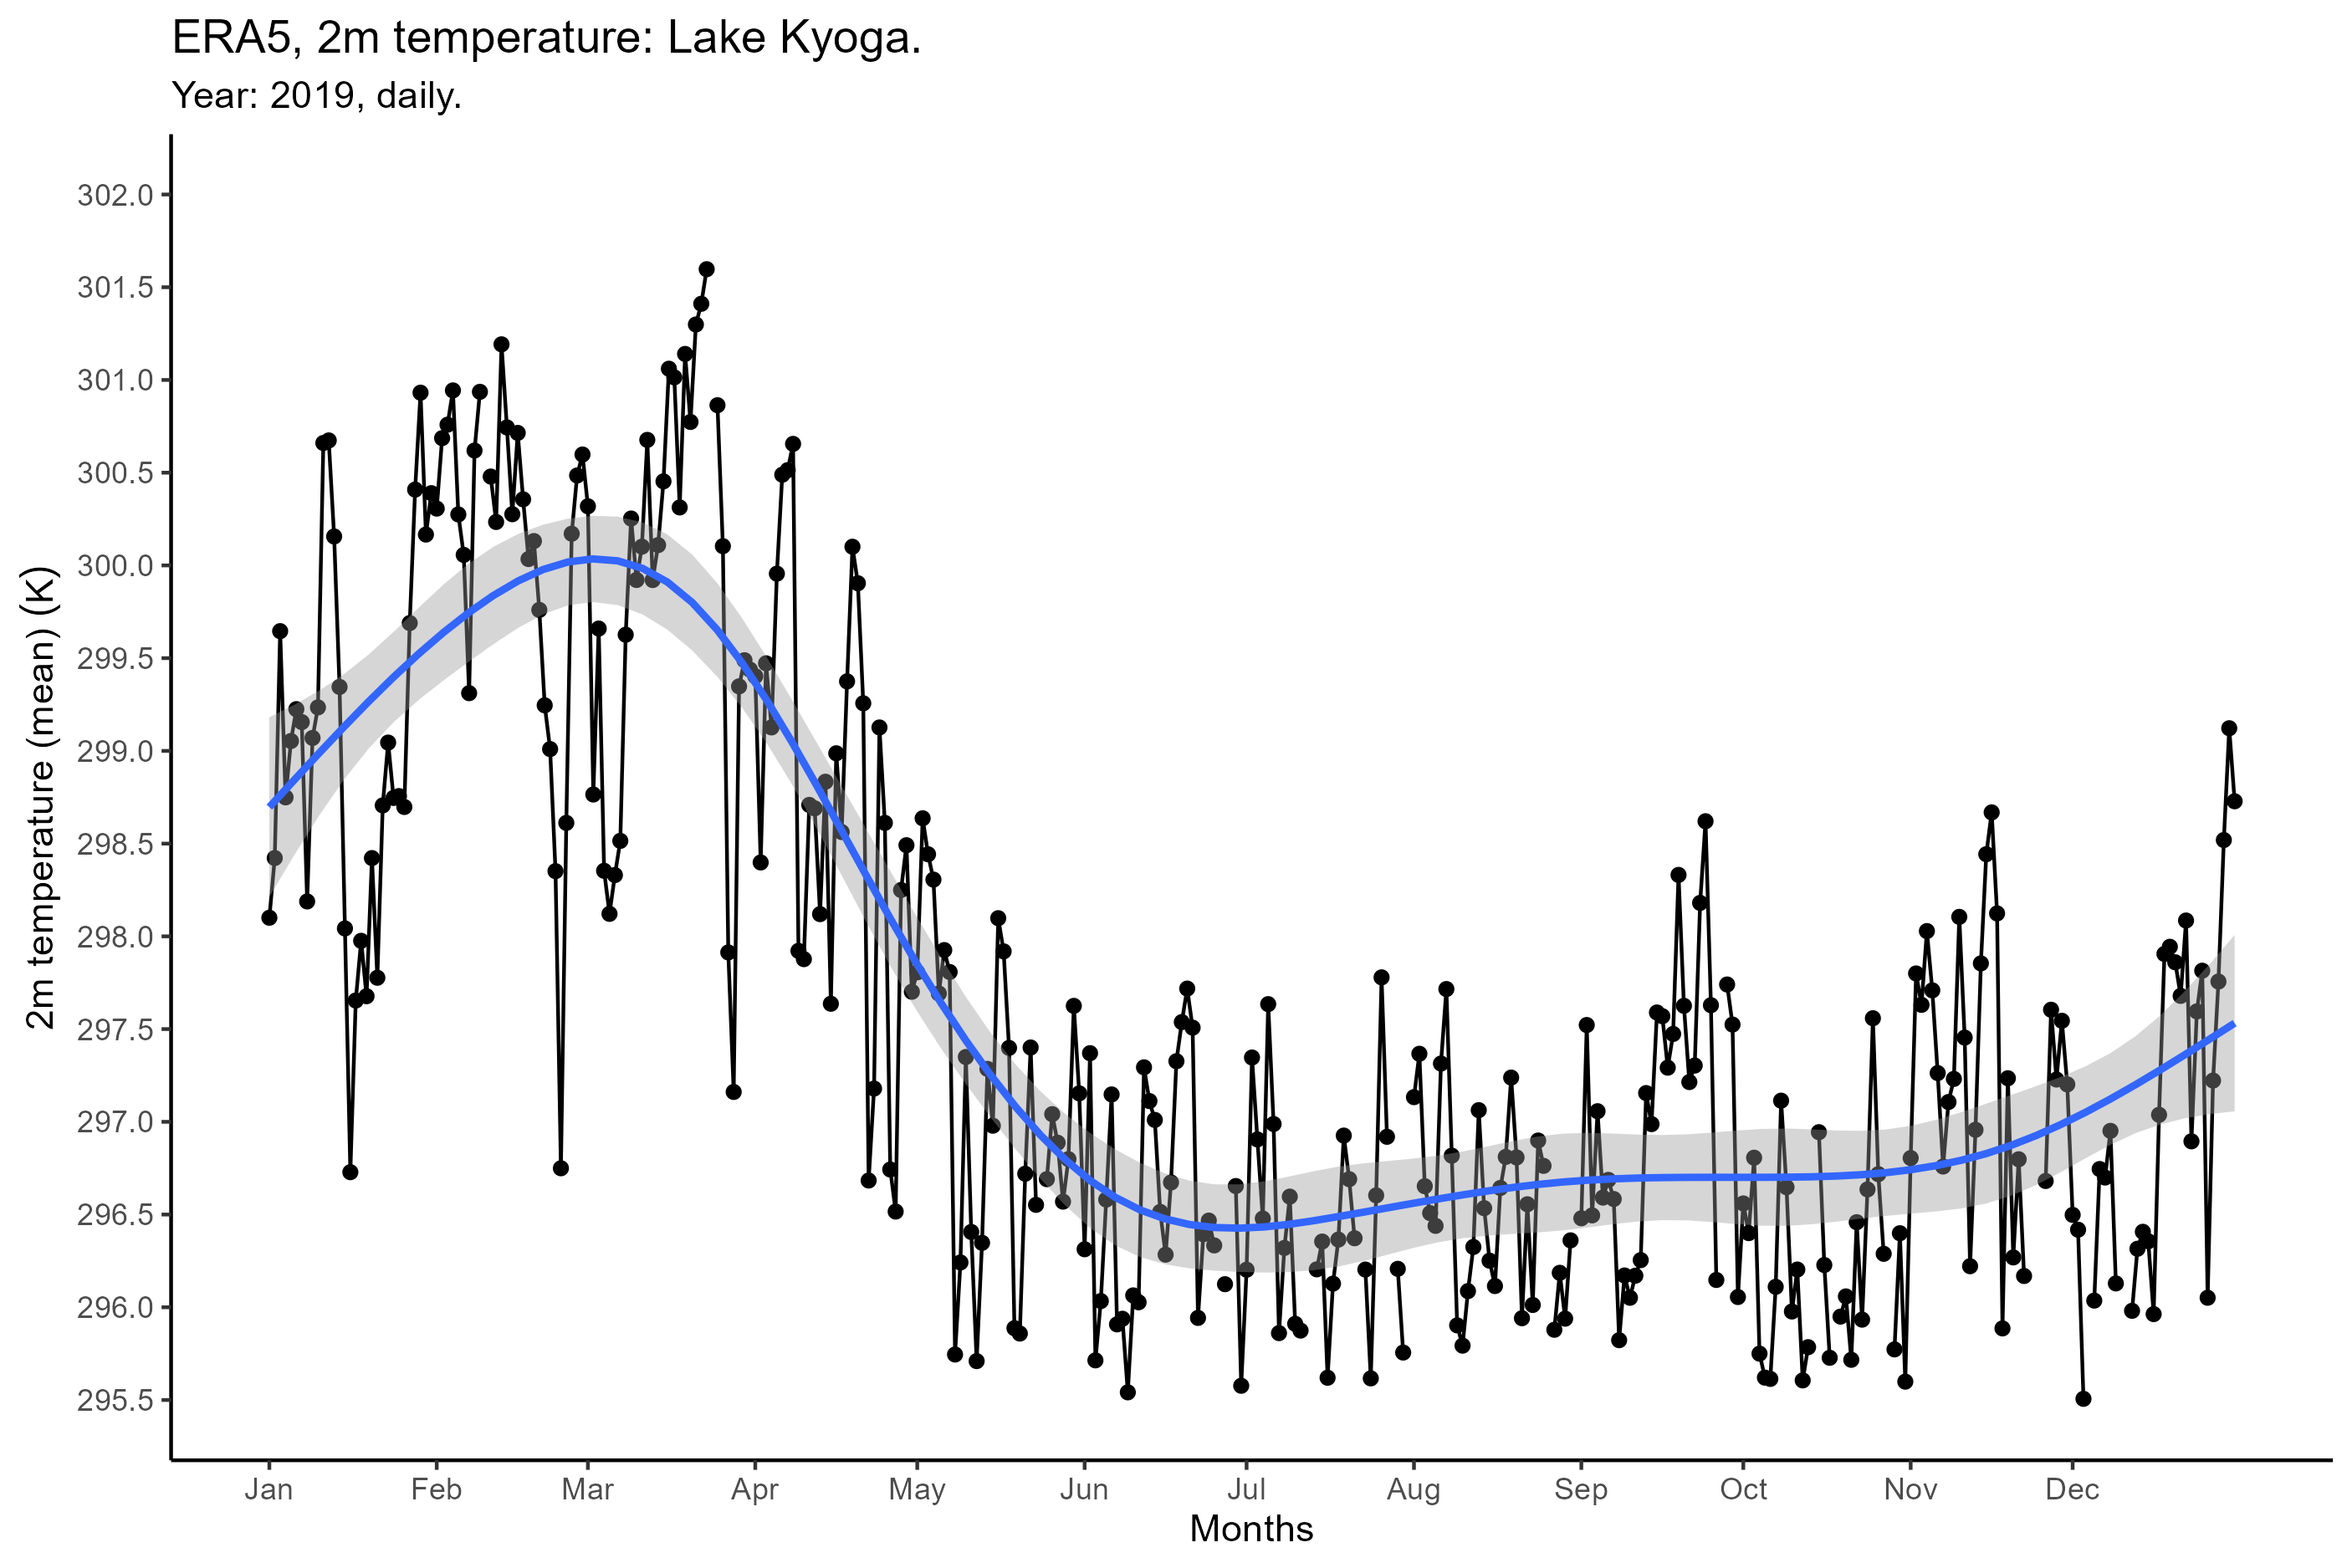 ERA5, 2m temperature: Lake Kyoga.
Year: 2019, daily.
2m temperature (mean) (K)
302.0
301.5
301.0
300.5
300.0
299.5
299.0
298.5
298.0
297.5
297.0
296.5
296.0
295.5
Jan Feb Mar Apr May Jun Jul Aug Sep Oct Nov Dec
Months